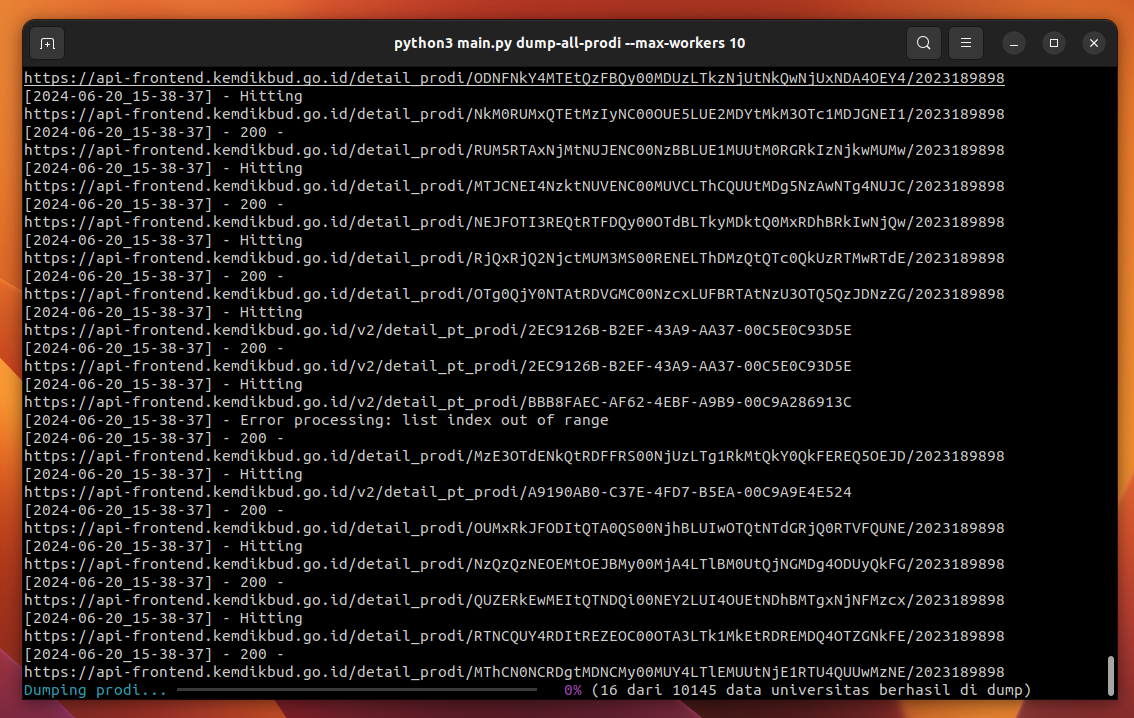 python3 main.py dump-all-prodi --max-workers 10
https://api-frontend.kemdikbud.go.id/detail_prodi/ODNFNkY4MTEtQzFBQy00MDUzLTkzNjUtNkQwNjUxNDA4OEY4/2023189898
[2024-06-20_15-38-37] - Hitting
https://api-frontend.kemdikbud.go.id/detail_prodi/NkM0RUMxQTEtMzIyNC00OUE5LUE2MDYtMkM3OTc1MDJGNEI1/2023189898
[2024-06-20_15-38-37] - 200 -
https://api-frontend.kemdikbud.go.id/detail_prodi/RUM5RTAxNjMtNUJENC00NzBBLUE1MUUtM0RGRkIzNjkwMUMw/2023189898
[2024-06-20_15-38-37] - Hitting
https://api-frontend.kemdikbud.go.id/detail_prodi/MTJCNEI4NzktNUVENC00MUVCLThCQUUtMDg5NzAwNTg4NUJC/2023189898
[2024-06-20_15-38-37] - 200 -
https://api-frontend.kemdikbud.go.id/detail_prodi/NEJFOTI3REQtRTFDQy00OTdBLTkyMDktQ0MxRDhBRkIwNjQw/2023189898
[2024-06-20_15-38-37] - Hitting
https://api-frontend.kemdikbud.go.id/detail_prodi/RjQxRjQ2NjctMUM3MS00RENELThDMzQtQTc0QkUzRTMwRTdE/2023189898
[2024-06-20_15-38-37] - 200 -
https://api-frontend.kemdikbud.go.id/detail_prodi/OTg0QjY0NTAtRDVGMC00NzcxLUFBRTAtNzU3OTQ5QzJDNzZG/2023189898
[2024-06-20_15-38-37] - Hitting
https://api-frontend.kemdikbud.go.id/v2/detail_pt_prodi/2EC9126B-B2EF-43A9-AA37-00C5E0C93D5E
[2024-06-20_15-38-37] - 200 -
https://api-frontend.kemdikbud.go.id/v2/detail_pt_prodi/2EC9126B-B2EF-43A9-AA37-00C5E0C93D5E
[2024-06-20_15-38-37] - Hitting
https://api-frontend.kemdikbud.go.id/v2/detail_pt_prodi/BBB8FAEC-AF62-4EBF-A9B9-00C9A286913C
[2024-06-20_15-38-37] - Error processing: list index out of range
[2024-06-20_15-38-37] - 200 -
https://api-frontend.kemdikbud.go.id/detail_prodi/MzE3OTdENkQtRDFFRS00NjUzLTg1RkMtQkY0QkFEREQ5OEJD/2023189898
[2024-06-20_15-38-37] - Hitting
https://api-frontend.kemdikbud.go.id/v2/detail_pt_prodi/A9190AB0-C37E-4FD7-B5EA-00C9A9E4E524
[2024-06-20_15-38-37] - 200 -
https://api-frontend.kemdikbud.go.id/detail_prodi/OUMxRkJFODItQTA0QS00NjhBLUIwOTQtNTdGRjQ0RTVFQUNE/2023189898
[2024-06-20_15-38-37] - Hitting
https://api-frontend.kemdikbud.go.id/detail_prodi/NzQzQzNEOEMtOEJBMy00MjA4LTlBM0UtQjNGMDg4ODUyQkFG/2023189898
[2024-06-20_15-38-37] - 200 -
https://api-frontend.kemdikbud.go.id/detail_prodi/QUZERkEwMEItQTNDQi00NEY2LUI4OUEtNDhBMTgxNjNFMzcx/2023189898
[2024-06-20_15-38-37] - Hitting
https://api-frontend.kemdikbud.go.id/detail_prodi/RTNCQUY4RDItREZEOC00OTA3LTk1MkEtRDREMDQ4OTZGNkFE/2023189898
[2024-06-20_15-38-37] - 200 -
https://api-frontend.kemdikbud.go.id/detail_prodi/MThCN0NCRDgtMDNCMy00MUY4LTlEMUUtNjE1RTU4QUUwMzNE/2023189898
Dumping prodi... 0% (16 dari 10145 data universitas berhasil di dump)